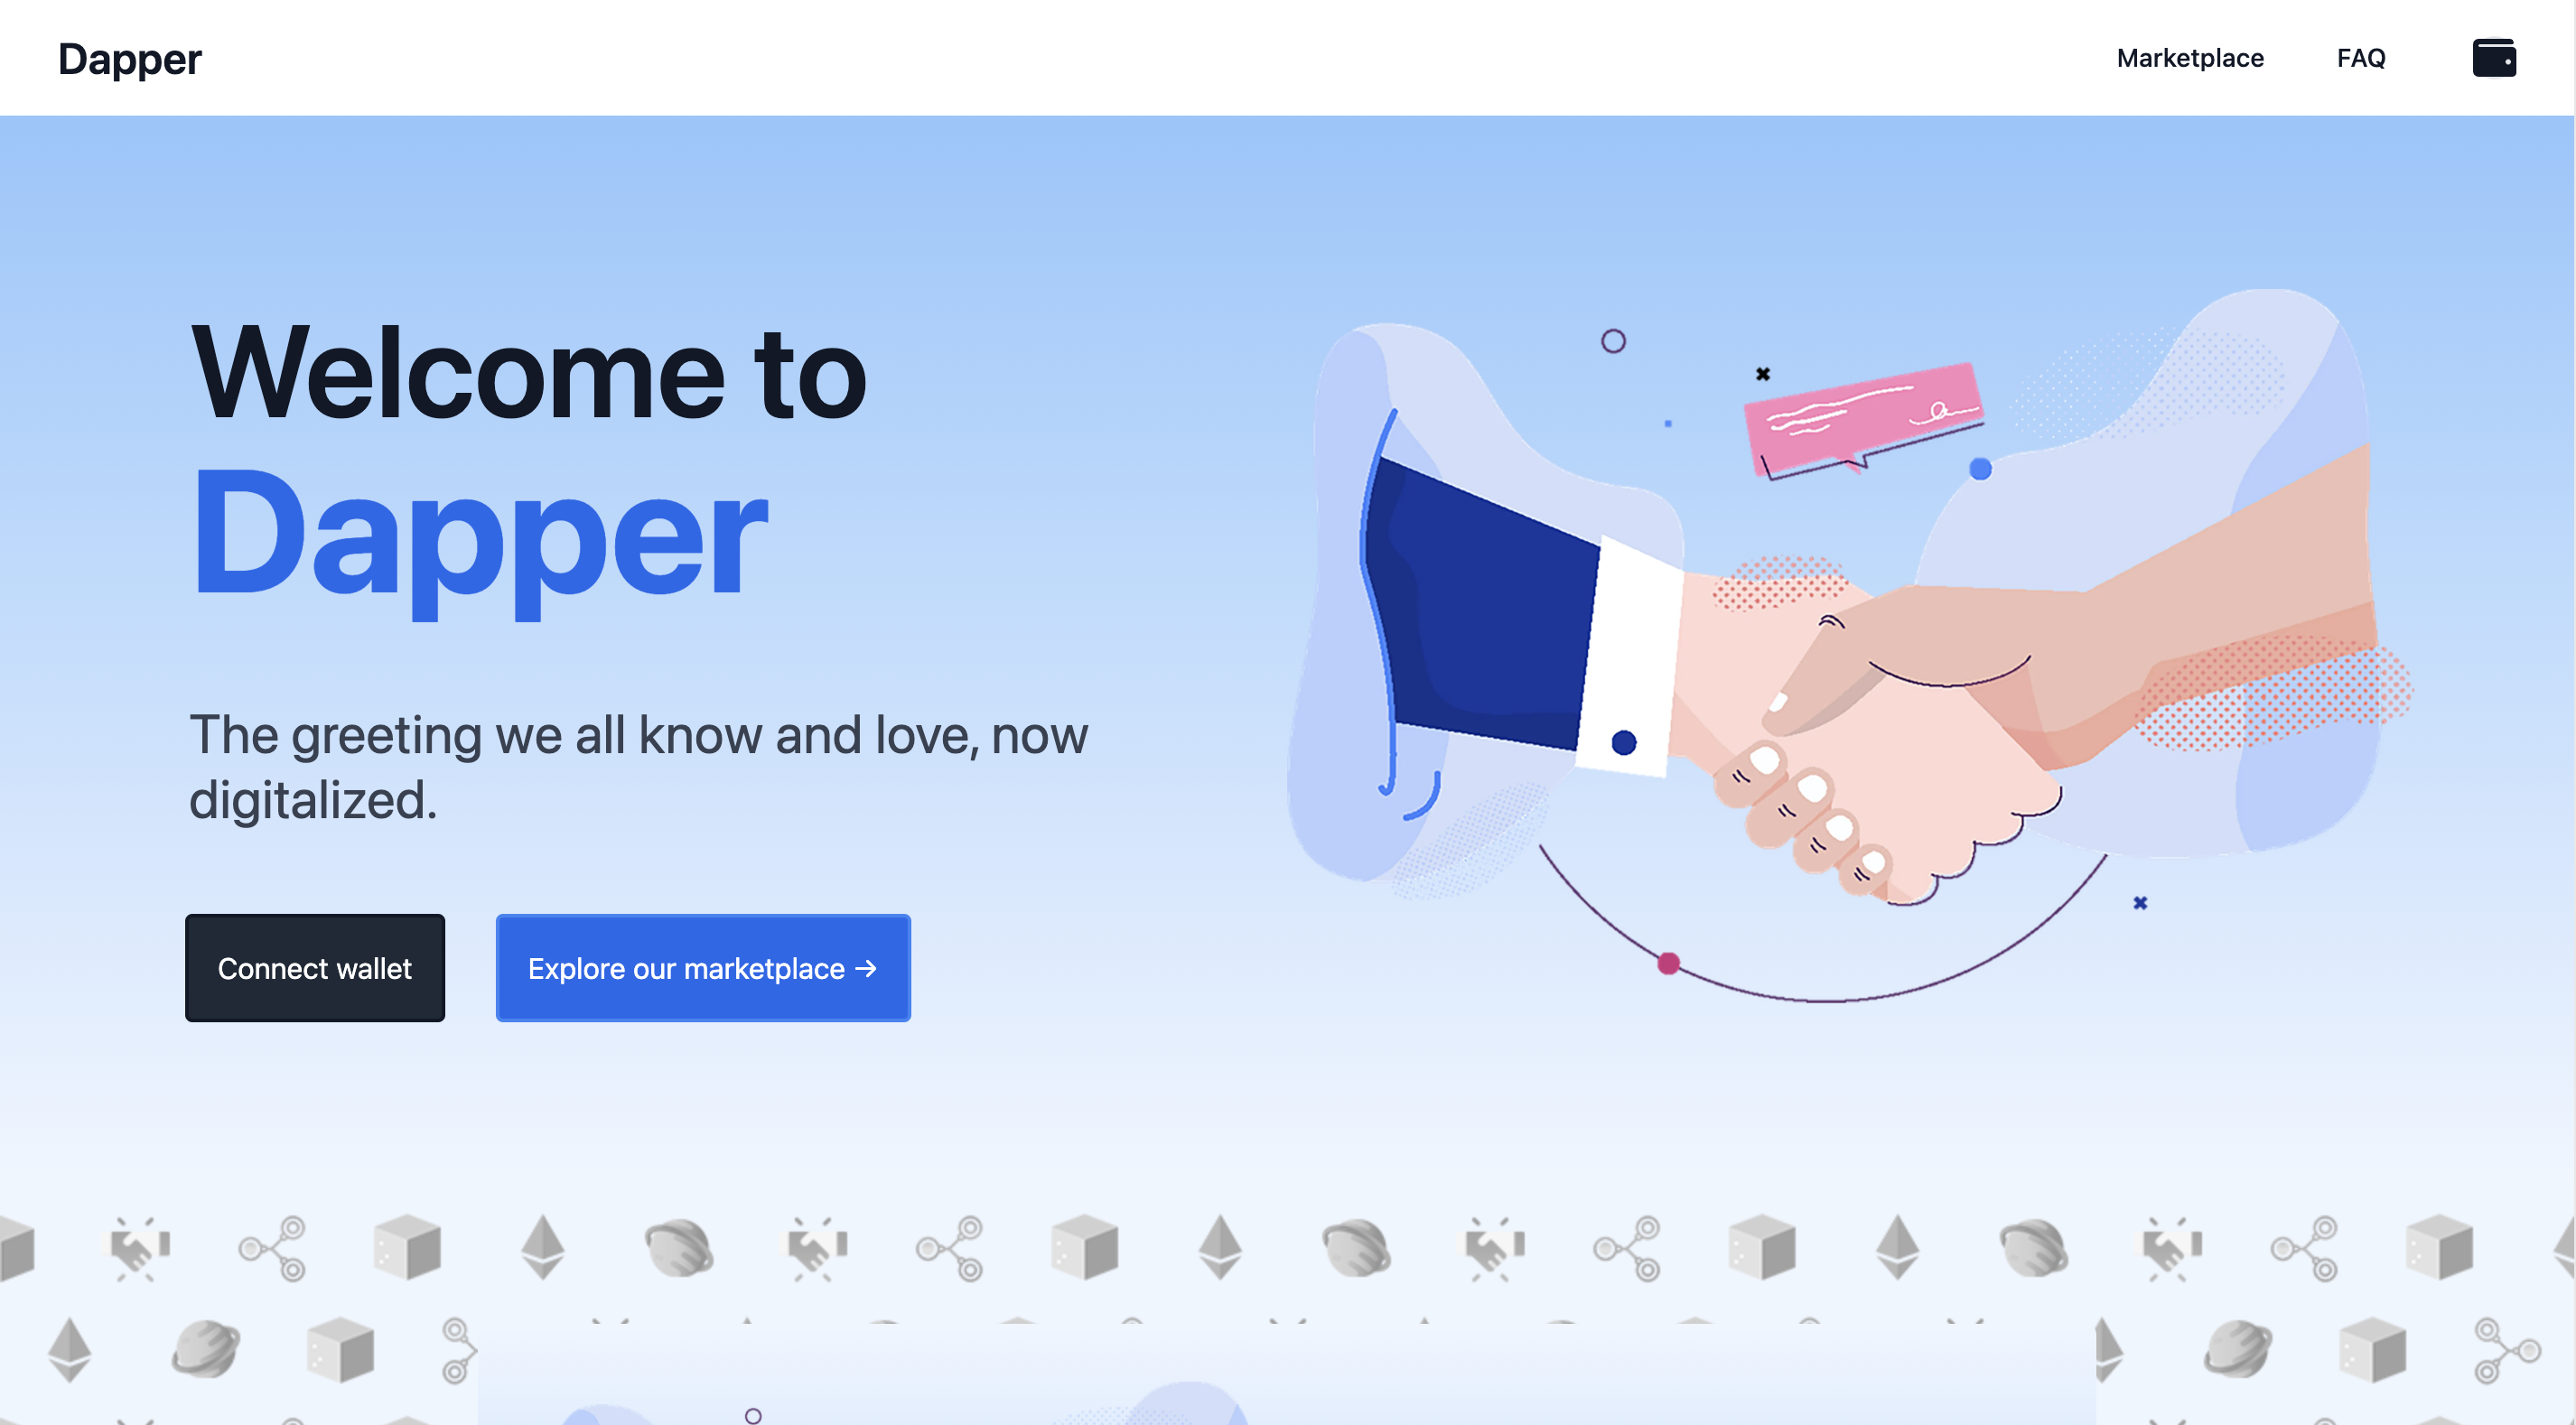 Dapper
Marketplace
FAQ
Welcome to
Dapper
The greeting we all know and love, now
digitalized.
Connect wallet
Explore our marketplace →